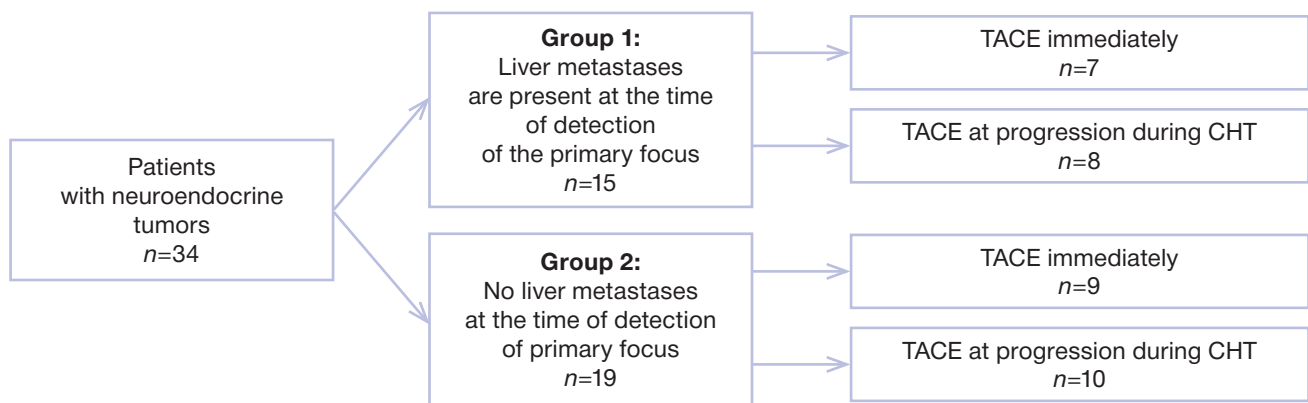 Patients
with neuroendocrine
tumors
n=34
Group 1:
Liver metastases
are present at the time
of detection
of the primary focus
n=15
TACE immediately
n=7
TACE at progression during CHT
n=8
Group 2:
No liver metastases
at the time of detection
of primary focus
n=19
TACE immediately
n=9
TACE at progression during CHT
n=10